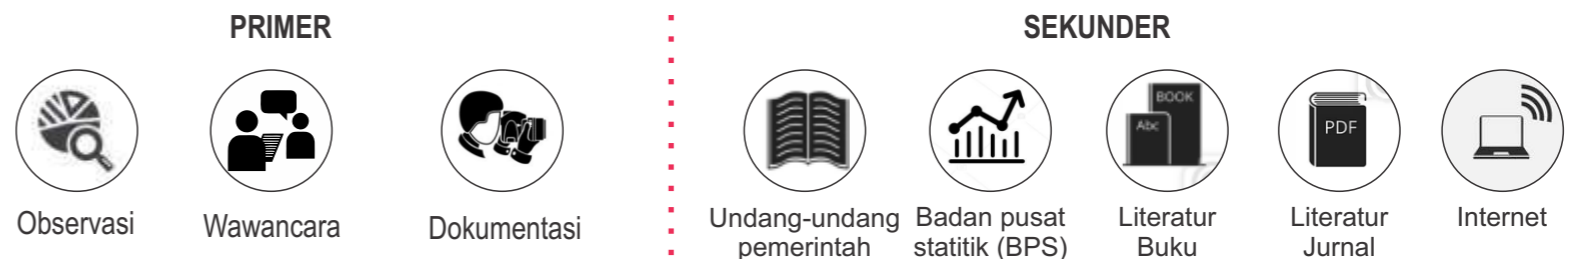 PRIMER
Observasi
Wawancara
Dokumentasi
SEKUNDER
BOOK
Abc
PDF
Undang-undang
pemerintah
Badan pusat
statitik (BPS)
Literatur
Buku
Literatur
Jurnal
Internet